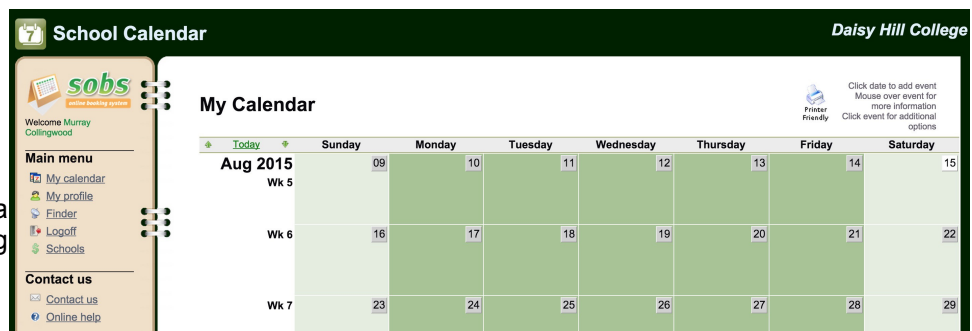 7 School Calendar
Daisy Hill College
sobs
online booking system
Welcome Murray
Collingwood
Main menu
My calendar
My profile
Finder
Logoff
Schools
Contact us
Contact us
Online help
a
g
My Calendar
Printer
Friendly
Click date to add event
Mouse over event for
more information
Click event for additional
options
Today Sunday Monday Tuesday Wednesday Thursday Friday Saturday
Aug 2015 09 10 11 12 13 14 15
Wk 5
Wk 6 16 17 18 19 20 21 22
Wk 7 23 24 25 26 27 28 29